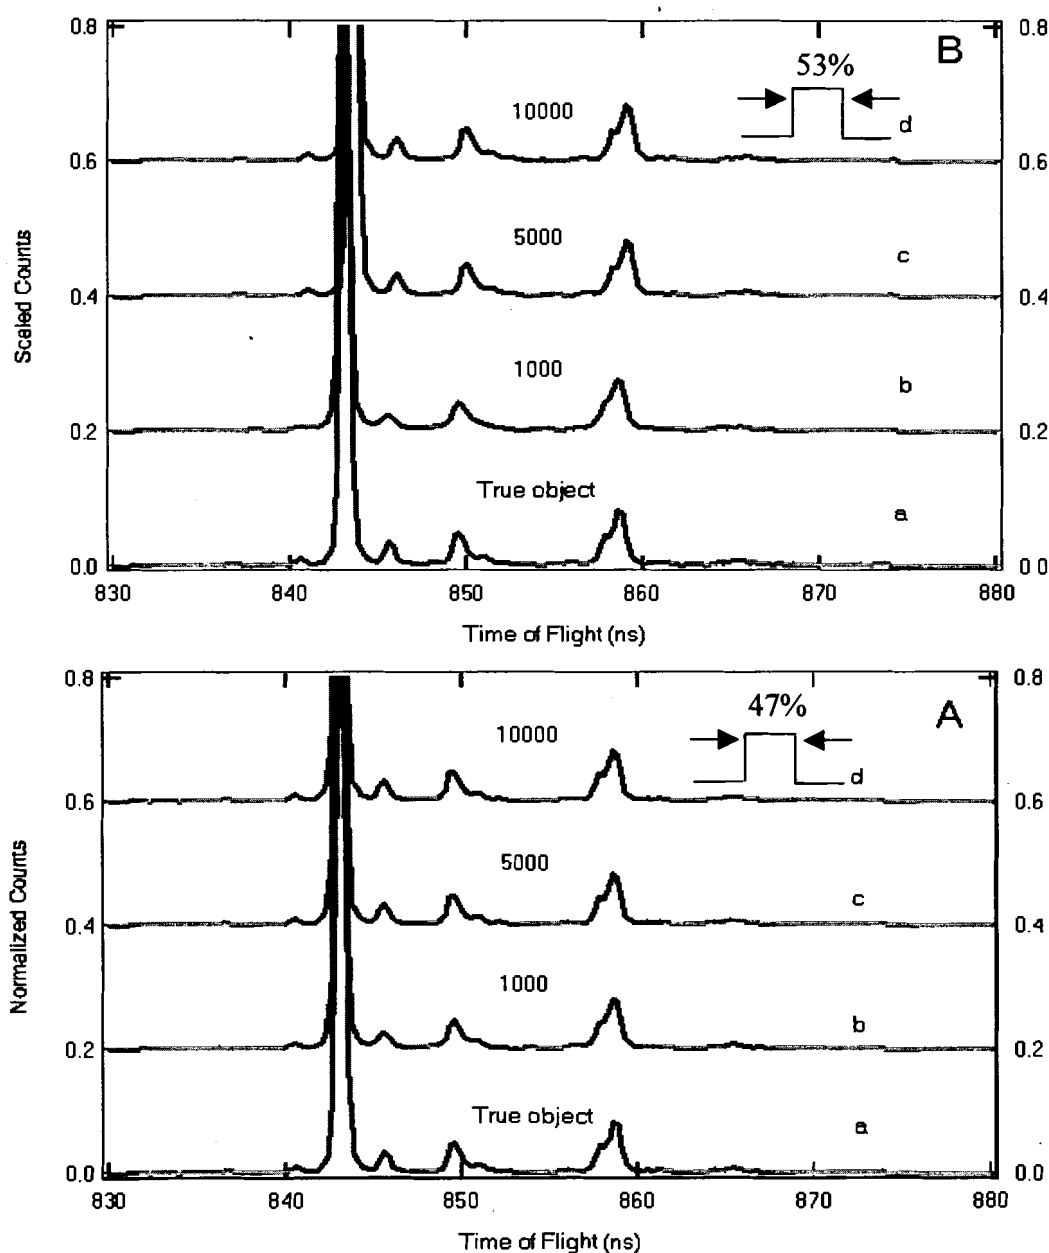 0.8 0.8
B
53%
10000
d
0.6 0.6
5000
c
0.4 0.4
1000
b
0.2 0.2
True object
a
0.0 0 0
830 840 850 860 870 880
Scaled Counts
Time of Flight (ns)
0.8 0.8
A
47%
10000
d
0.6 0.6
5000
c
0.4 0.4
1000
b
0.2 0.2
True object
a
0.0 0.0
830 840 850 860 870 880
Normalized Counts
Time of Flight (ns)